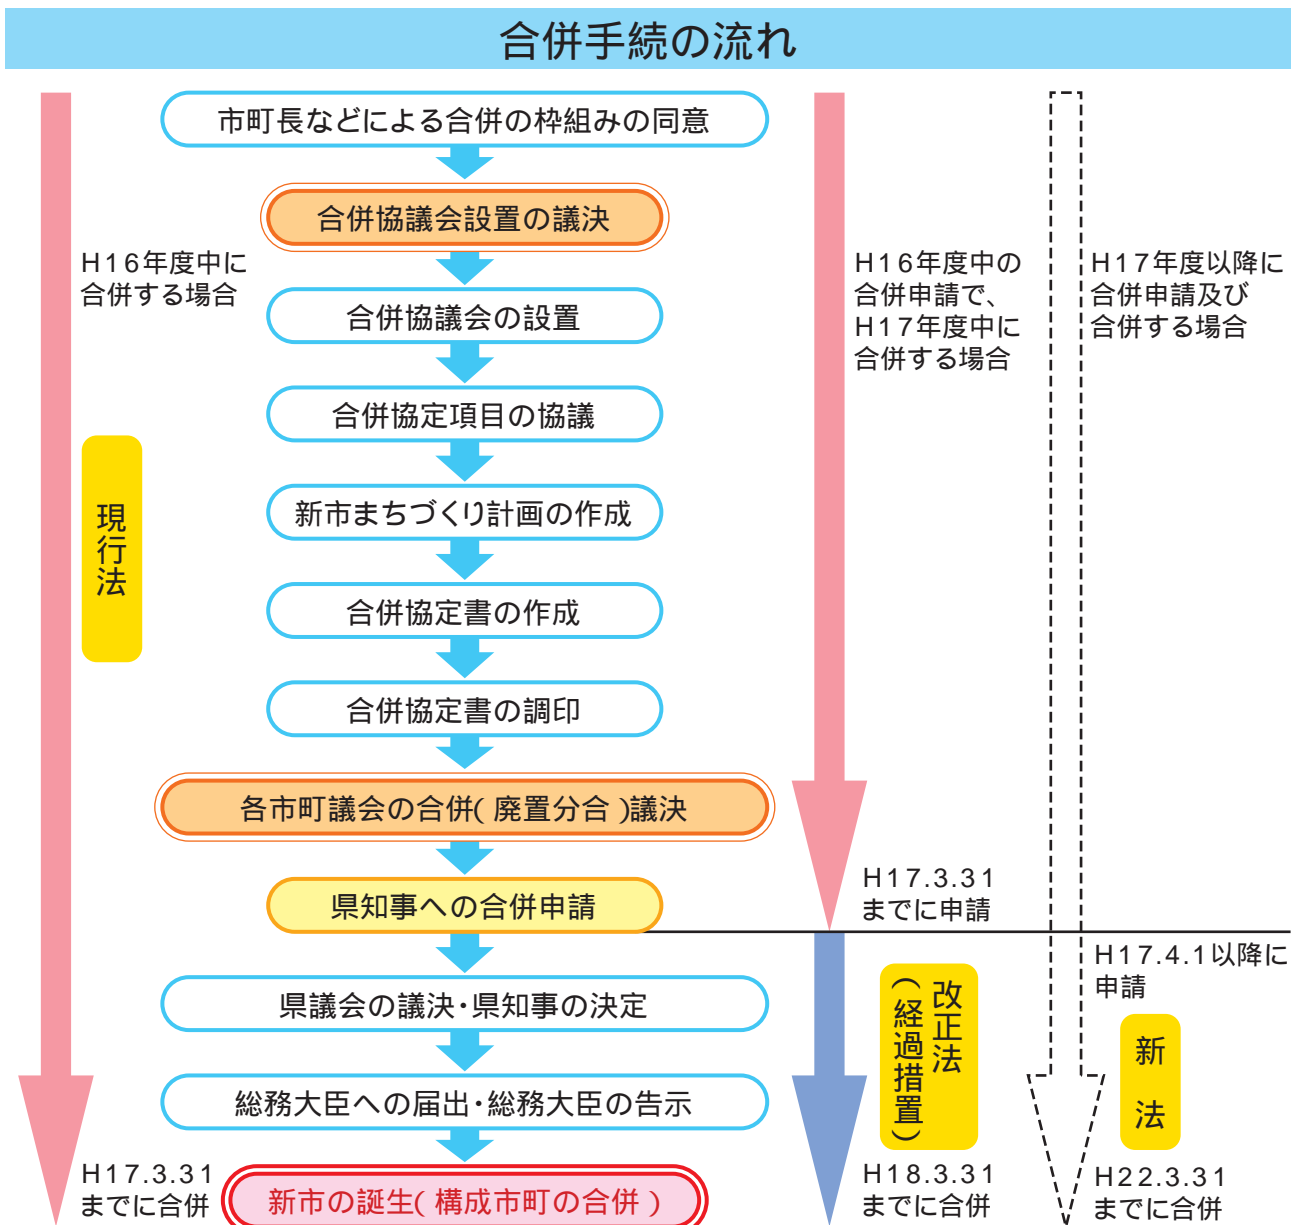 合併手続の流れ
市町長などによる合併の枠組みの同意
合併協議会設置の議決
合併協議会の設置
合併協定項目の協議
新市まちづくり計画の作成
合併協定書の作成
合併協定書の調印
各市町議会の合併(廃置分合)議決
県知事への合併申請
県議会の議決・県知事の決定
総務大臣への届出・総務大臣の告示
新市の誕生(構成市町の合併)
H16年度中に
合併する場合
現行法
H17.3.31
までに合併
H16年度中の
合併申請で、
H17年度中に
合併する場合
H17.3.31
までに申請
改正法
(経過措置)
H18.3.31
までに合併
H17年度以降に
合併申請及び
合併する場合
H17.4.1以降に
申請
新法
H22.3.31
までに合併